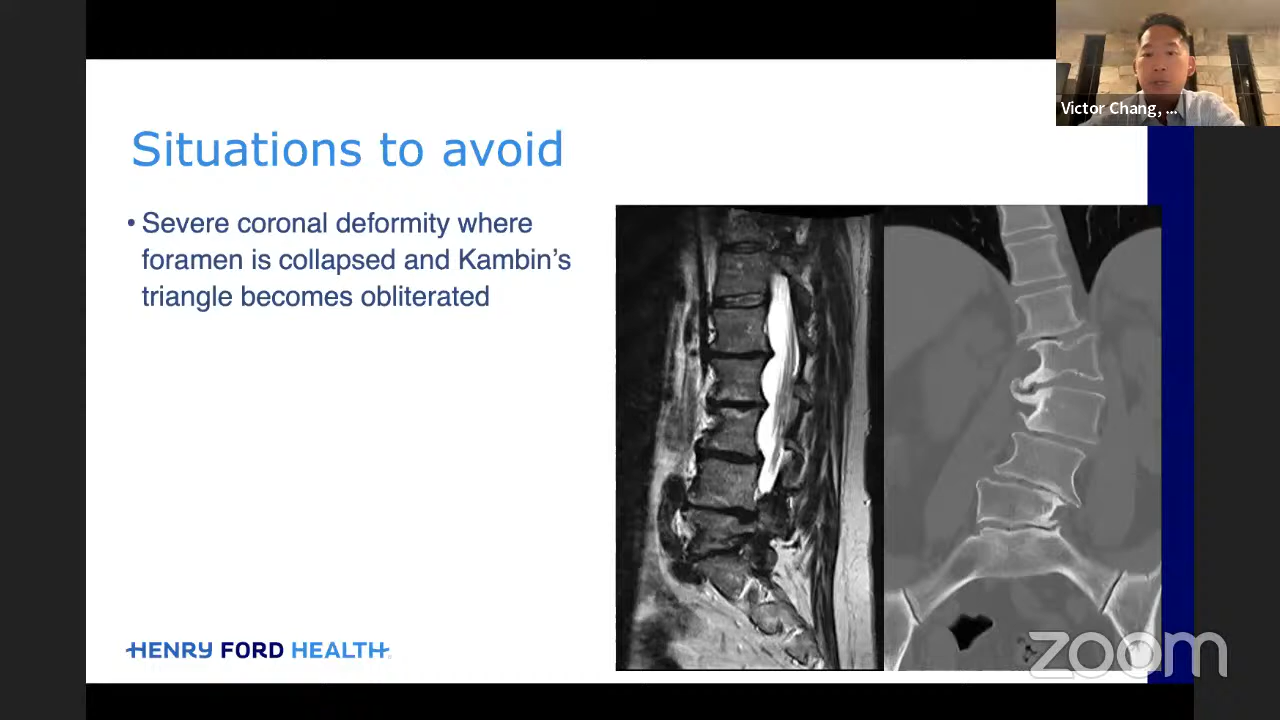 Victor Chang, ...
Situations to avoid
• Severe coronal deformity where
foramen is collapsed and Kambin's
triangle becomes obliterated
HENRY FORD HEALTH
zoom